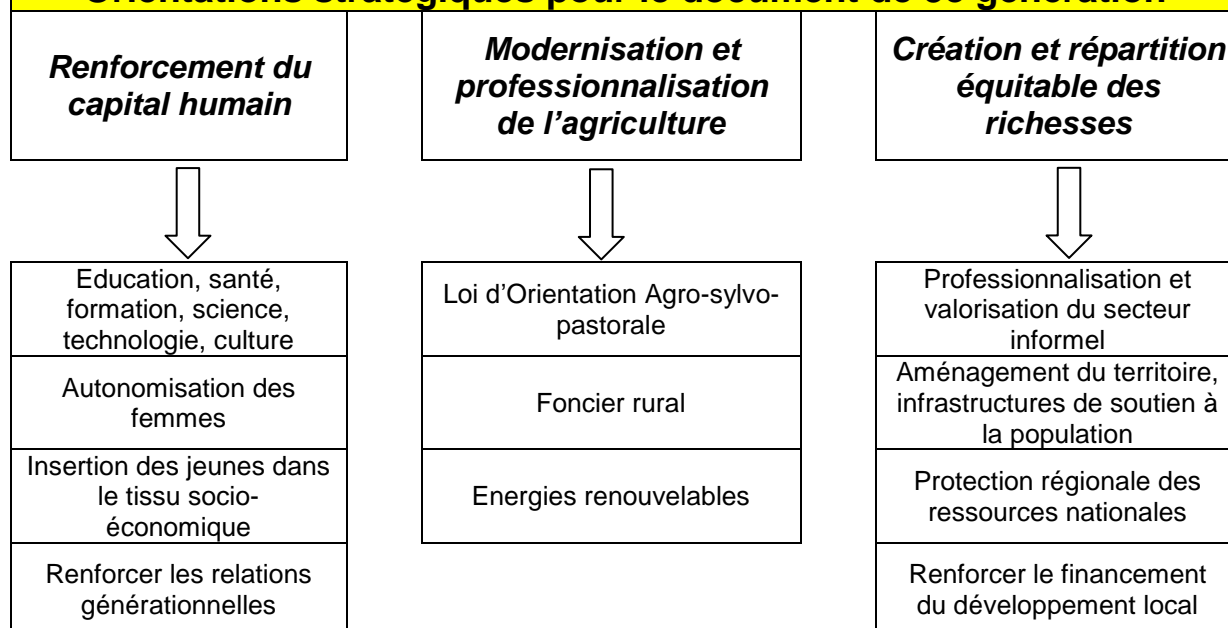 Orientations stratégiques pour le document de génération
Renforcement du
capital humain
Education, santé,
formation, science,
technologie, culture
Autonomisation des
femmes
Insertion des jeunes dans
le tissu socio-
économique
Renforcer les relations
générationnelles
Modernisation et
professionnalisation
de l’agriculture
Loi d’Orientation Agro-sylvo-
pastorale
Foncier rural
Energies renouvelables
Création et répartition
équitable des
richesses
Professionnalisation et
valorisation du secteur
informel
Aménagement du territoire,
infrastructures de soutien à
la population
Protection régionale des
ressources nationales
Renforcer le financement
du développement local